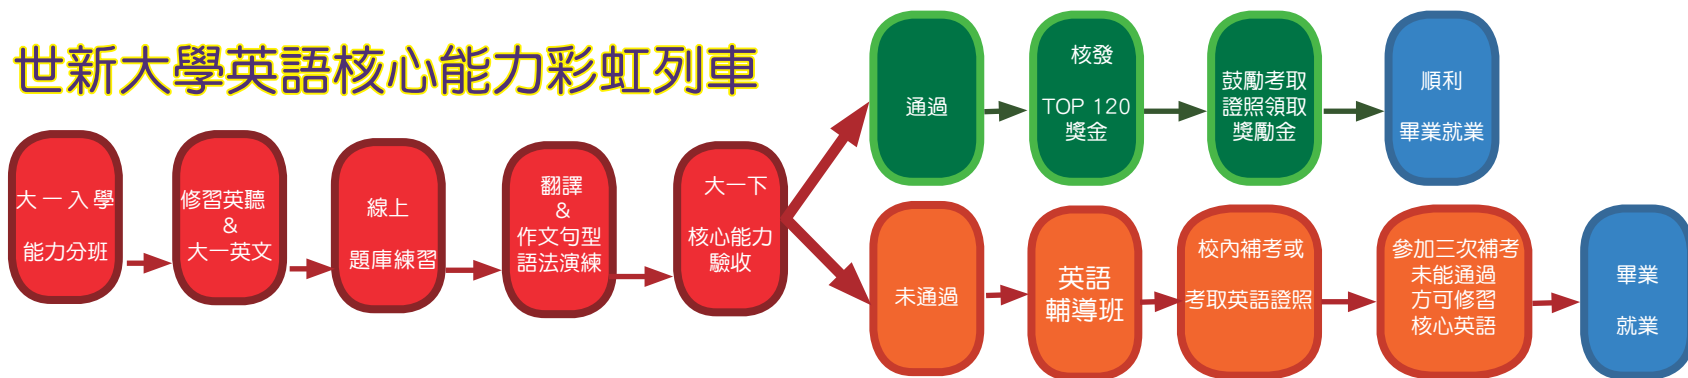 世新大學英語核心能力彩虹列車
大一入學
能力分班
修習英聽
&
大一英文
線上
題庫練習
翻譯
&
作文句型
語法演練
大一下
核心能力
驗收
通過
核發
TOP 120
獎金
鼓勵考取
證照領取
獎勵金
順利
畢業就業
未通過
英語
輔導班
校內補考或
考取英語證照
參加三次補考
未能通過
方可修習
核心英語
畢業
就業